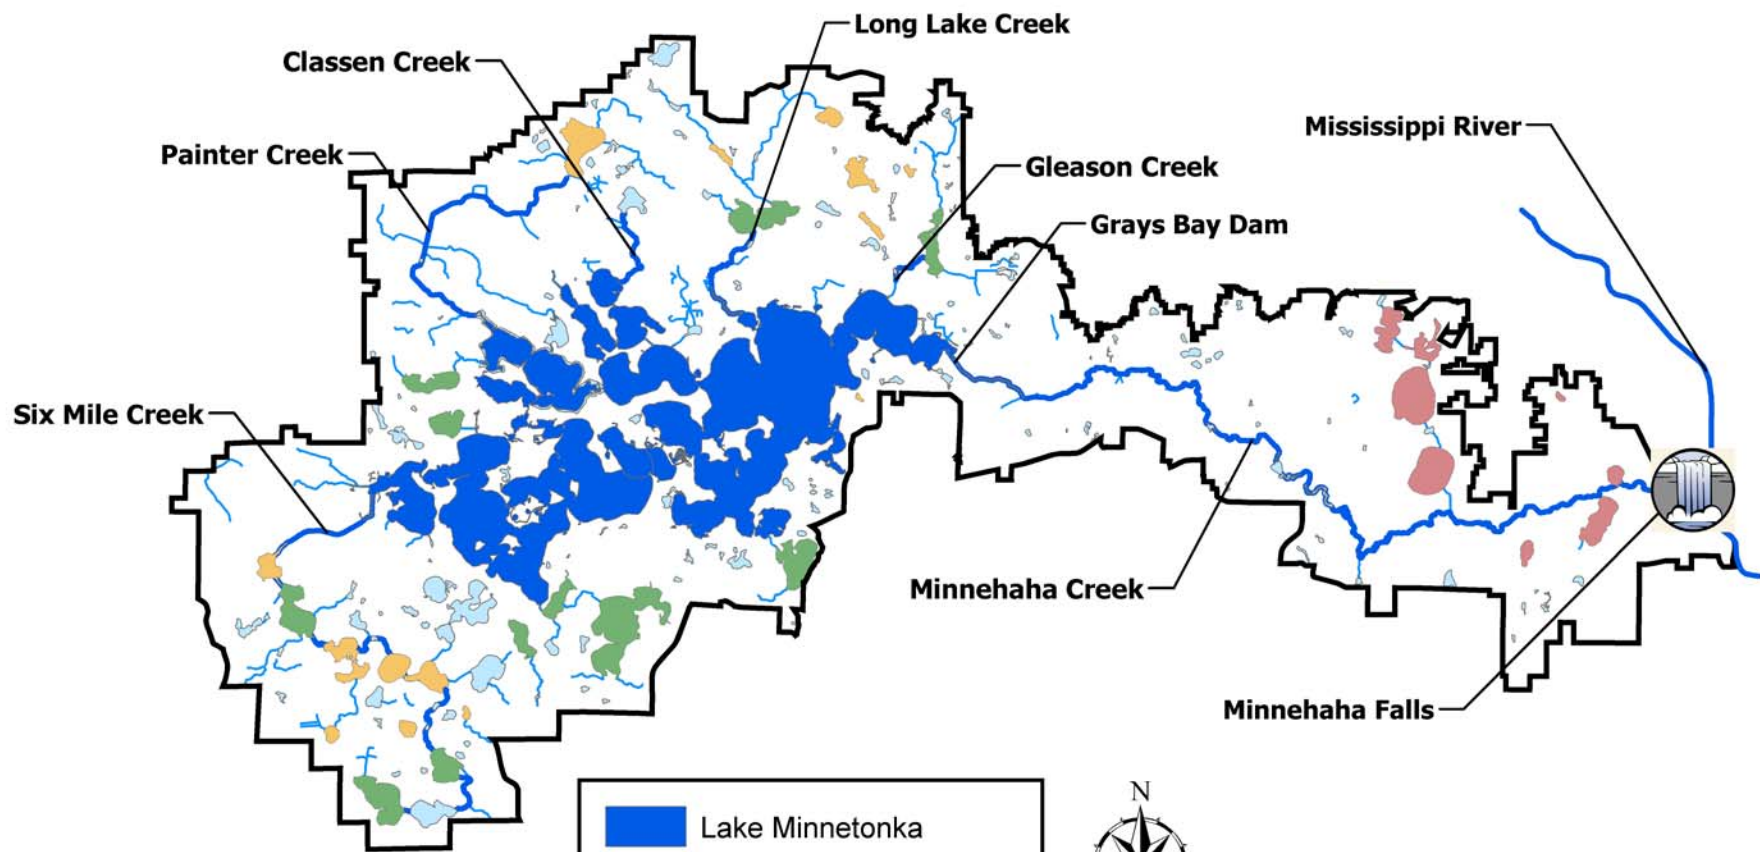 Long Lake Creek
Classen Creek
Mississippi River
Painter Creek
Gleason Creek
Grays Bay Dam
Six Mile Creek
Minnehaha Creek
Minnehaha Falls
N
Lake Minnetonka